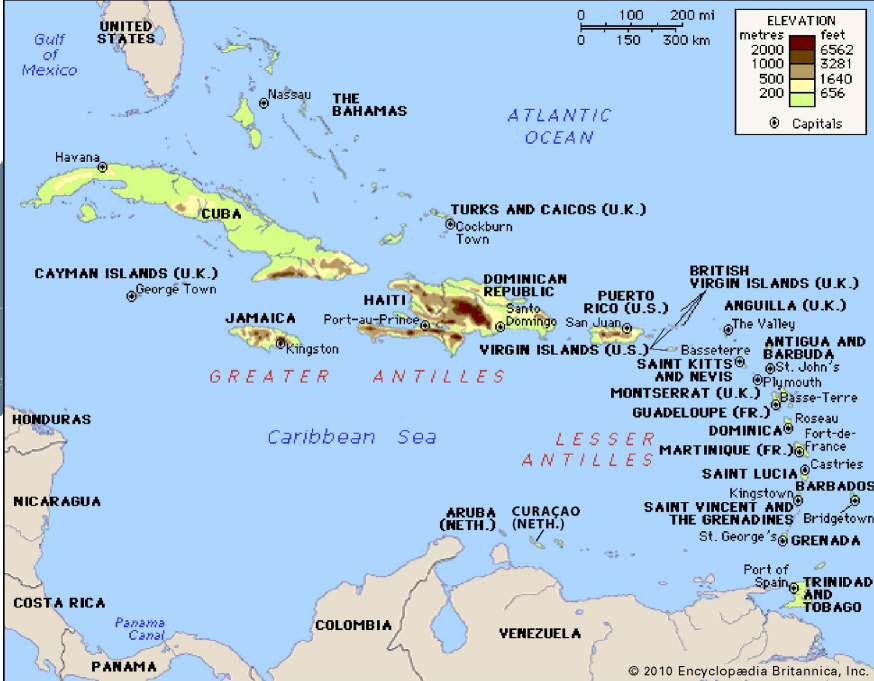 UNITED
STATES
Gulf
of
Mexico
0 100 200 mi
0 150 300 km
ELEVATION
metres feet
2000 6562
1000 3281
500 1640
200 656
Capitals
Nassau
THE
BAHAMAS
ATLANTIC
OCEAN
Havana
CUBA
TURKS AND CAICOS (U.K.)
Cockburn
Town
CAYMAN ISLANDS (U.K.)
George Town
JAMAICA
Kingston
HAITI
Port-au-Prince
DOMINICAN
REPUBLIC
Santo
Domingo
PUERTO
RICO (U.S.)
San Juan
BRITISH
VIRGIN ISLANDS (U.K.)
VIRGIN ISLANDS (U.S.)
ANGUILLA (U.K.)
The Valley
Basseterre
SAINT KITTS
AND NEVIS
ANTIGUA AND
BARBUDA
St. John's
Plymouth
MONTSERRAT (U.K.)
Basse-Terre
GUADELOUPE (FR.)
Roseau
DOMINICA
Fort-de-
France
MARTINIQUE (FR.)
Castries
SAINT LUCIA
BARBADOS
Kingstown
SAINT VINCENT AND
THE GRENADINES
Bridgetown
St. George's
GRENADA
GREATER ANTILLES
Caribbean Sea
LESSER
ANTILLES
HONDURAS
NICARAGUA
COSTA RICA
Panama
Canal
PANAMA
ARUBA
(NETH.)
CURAÇAO
(NETH.)
COLOMBIA
VENEZUELA
Port of
Spain
TRINIDAD
AND
TOBAGO
© 2010 Encyclopædia Britannica, Inc.